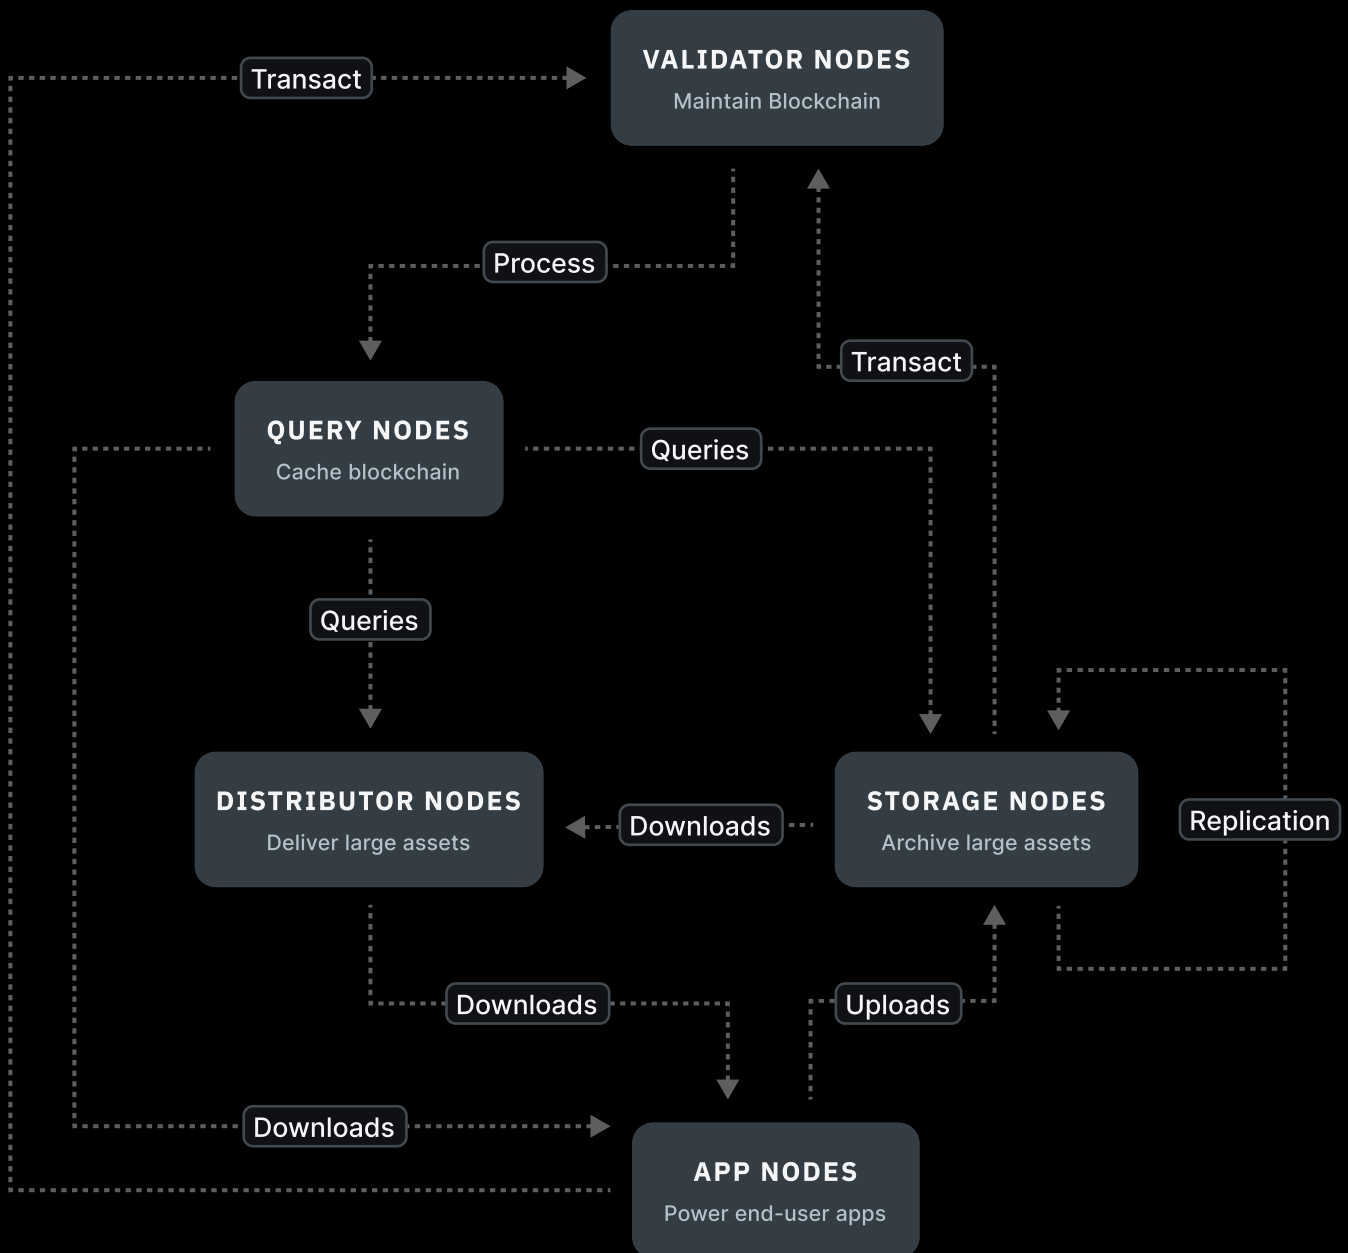 VALIDATOR NODES
Maintain Blockchain
Transact
Process
Transact
QUERY NODES
Cache blockchain
Queries
Queries
DISTRIBUTOR NODES
Deliver large assets
Downloads
STORAGE NODES
Archive large assets
Replication
Downloads
Uploads
Downloads
APP NODES
Power end-user apps